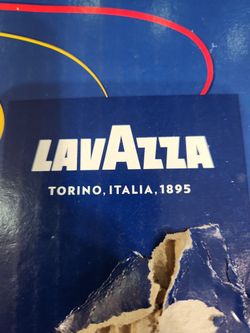 LAVAZZA
TORINO, ITALIA, 1895